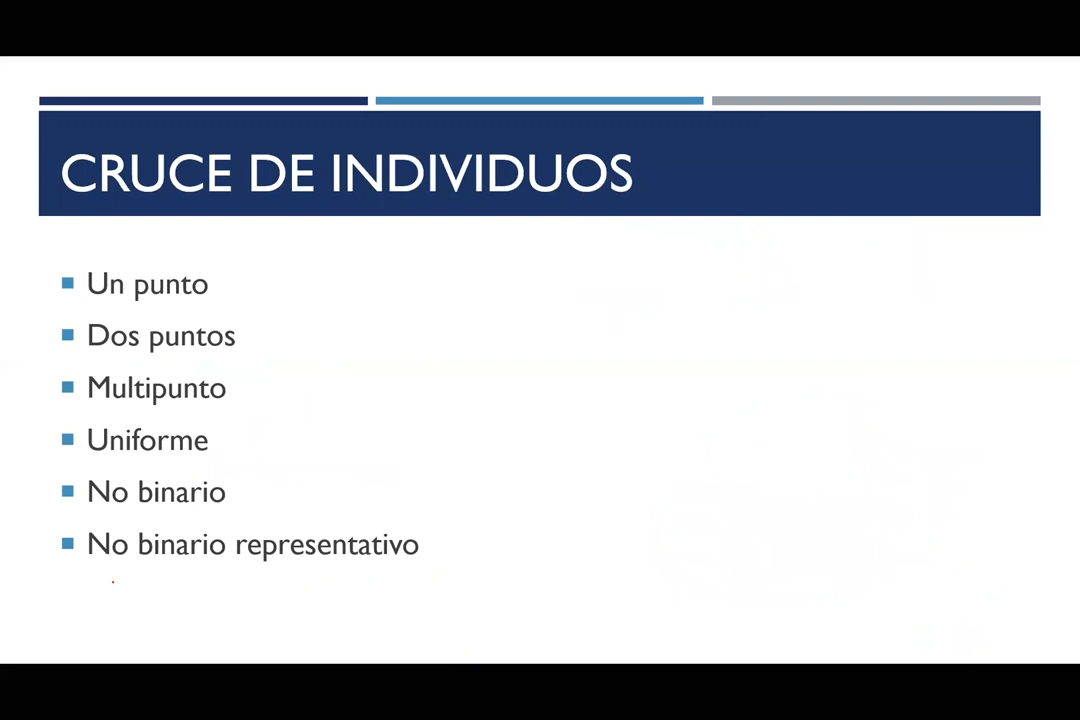 CRUCE DE INDIVIDUOS
Un punto
Dos puntos
Multipunto
Uniforme
No binario
No binario representativo